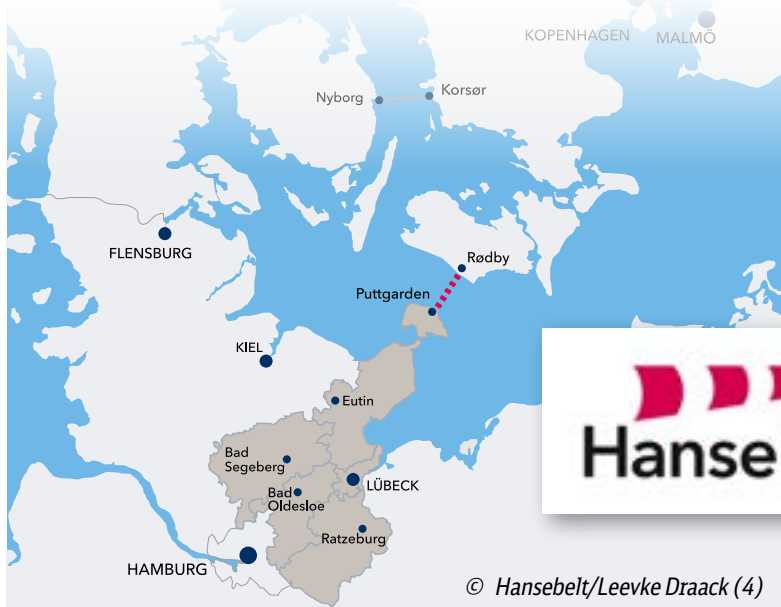 KOPENHAGEN
MALMÖ
Nyborg
Korsør
FLENSBURG
Rødby
Puttgarden
KIEL
Eutin
Bad
Segeberg
Bad
Oldesloe
LÜBECK
Ratzeburg
HAMBURG
Hanse
© Hansebelt/Leevke Draack (4)